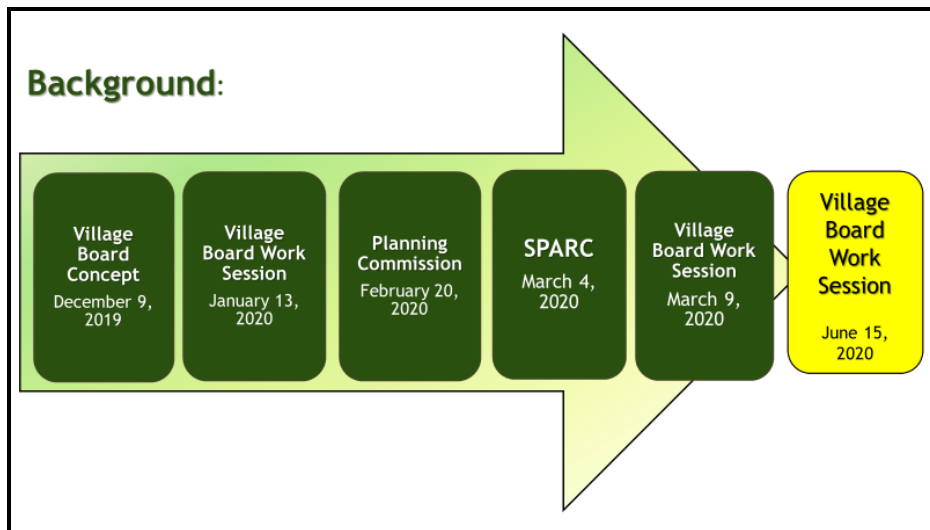 Background:
Village
Board
Concept
December 9,
2019
Village
Board Work
Session
January 13,
2020
Planning
Commission
February 20,
2020
SPARC
March 4,
2020
Village
Board Work
Session
March 9,
2020
Village
Board
Work
Session
June 15,
2020